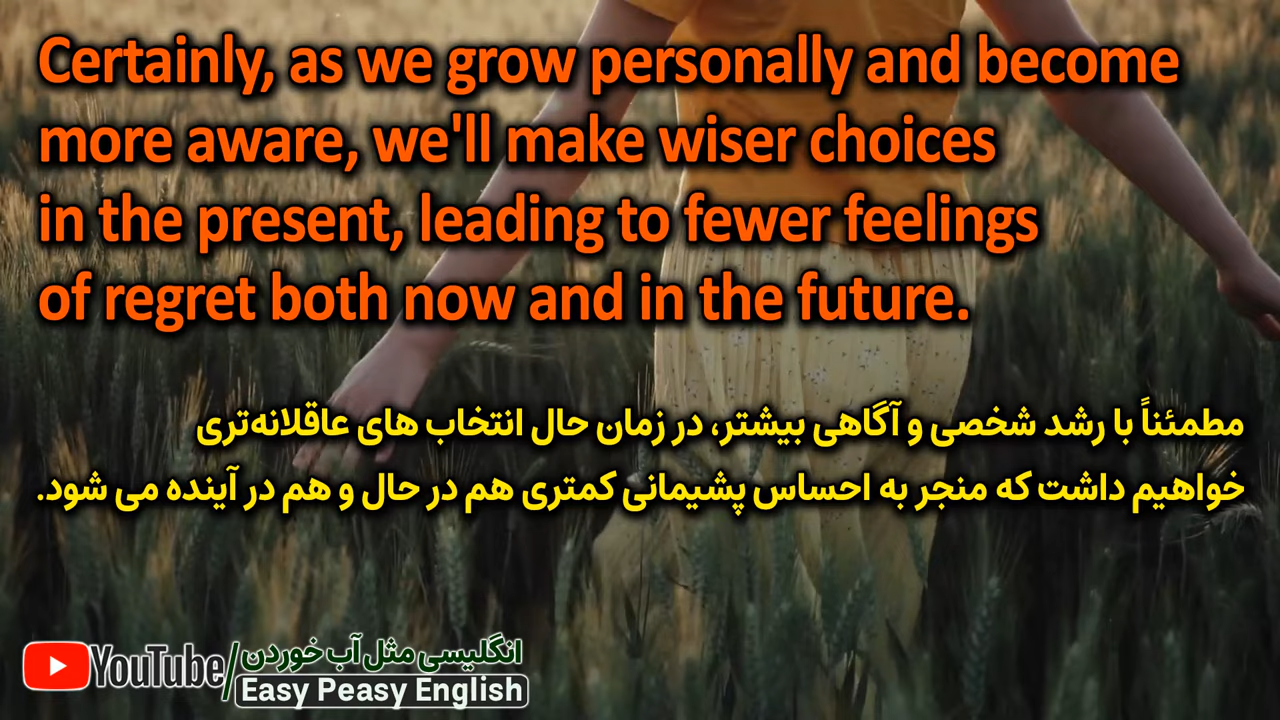 Certainly, as we grow personally and become
more aware, we'll make wiser choices
in the present, leading to fewer feelings
of regret both now and in the future.
مطمئناً با رشد شخصی و آگاهی بیشتر، در زمان حال انتخاب های عاقلانه‌تری
خواهیم داشت که منجر به احساس پشیمانی کمتری هم در حال و هم در آینده می شود.
YouTube/انگلیسی مثل آب خوردن
Easy Peasy English